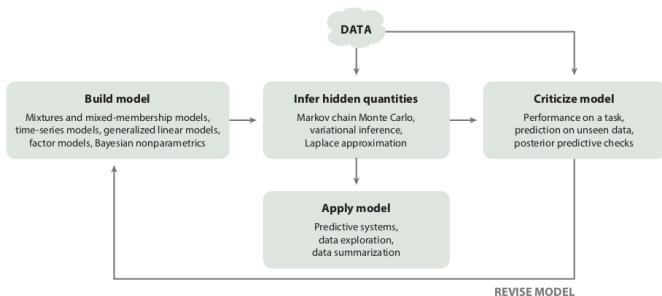 DATA
Build model
Mixtures and mixed-membership models,
time-series models, generalized linear models,
factor models, Bayesian nonparametrics
Infer hidden quantities
Markov chain Monte Carlo,
variational inference,
Laplace approximation
Criticize model
Performance on a task,
prediction on unseen data,
posterior predictive checks
Apply model
Predictive systems,
data exploration,
data summarization
REVISE MODEL